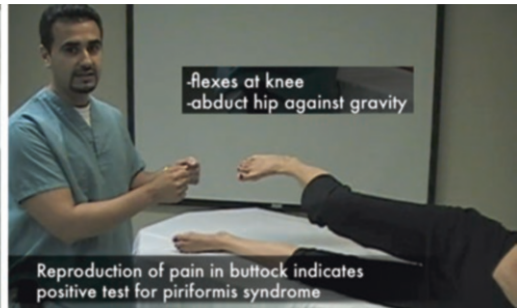 -flexes at knee
-abduct hip against gravity
Reproduction of pain in buttock indicates
positive test for piriformis syndrome